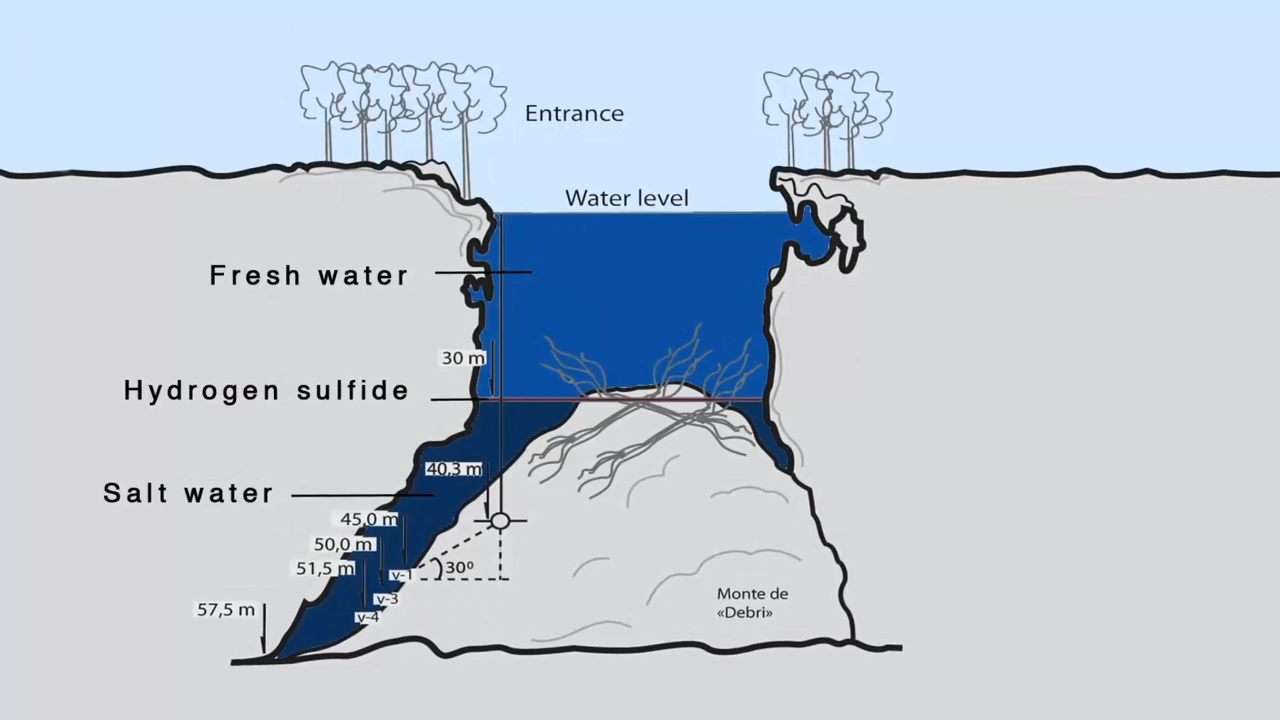 Entrance
Water level
Fresh water
30 m
Hydrogen sulfide
40.3 m
Salt water
45,0 m
50,0 m
51,5 m
30º
v-1
v-3
v-4
57,5 m
Monte de
«Debri»